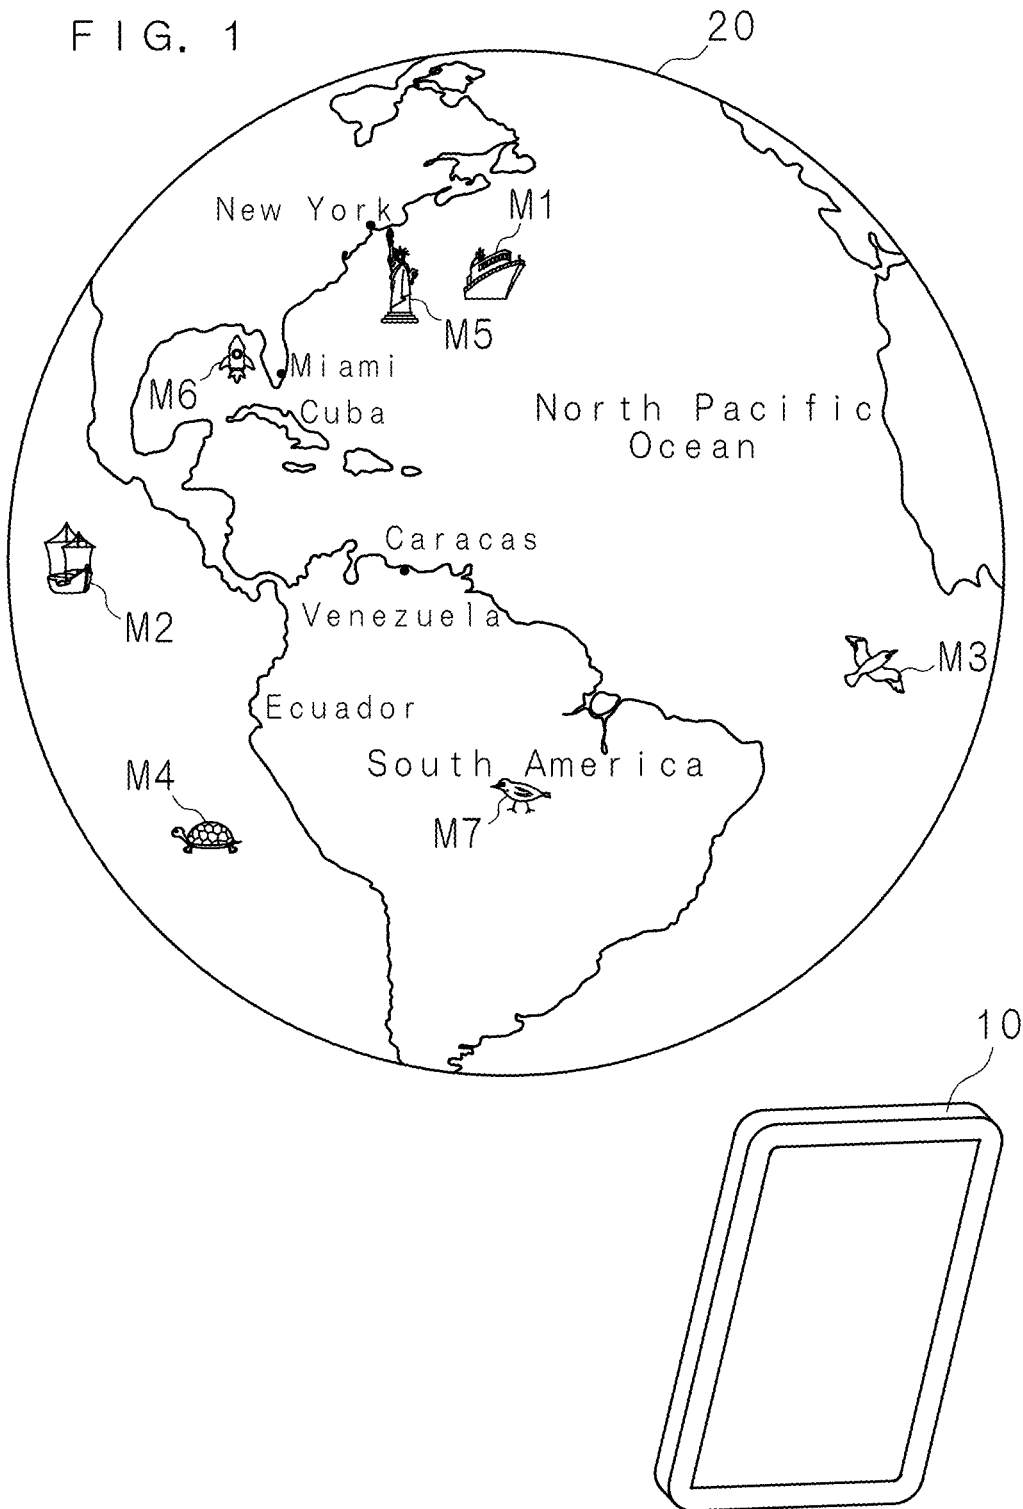 FIG. 1
20
New York
M1
M5
M6
Miami
Cuba
North Pacific
Ocean
Caracas
M2
Venezuela
M3
Ecuador
South America
M4
M7
10